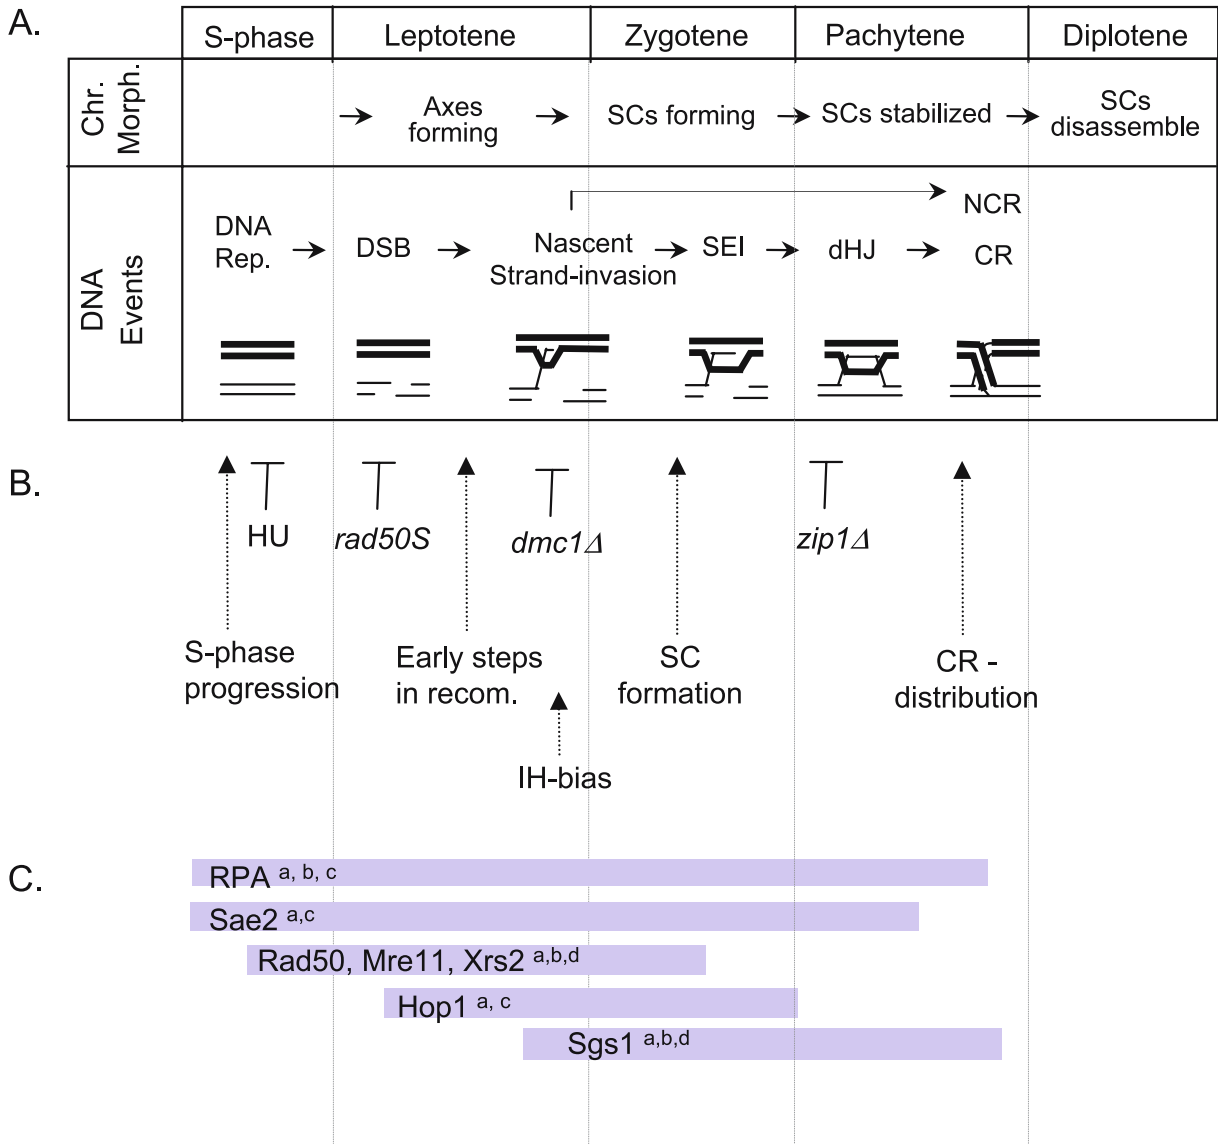 A.
S-phase Leptotene Zygotene Pachytene Diplotene
Chr.
Morph.
Axes
forming
SCs forming
SCs stabilized
SCs
disassemble
DNA
Events
DNA
Rep.
DSB
Nascent
Strand-invasion
SEI
dHJ
NCR
CR
B.
HU
rad50S
dmc1Δ
zip1Δ
S-phase
progression
Early steps
in recom.
IH-bias
SC
formation
CR -
distribution
C.
RPA a, b, c
Sae2 a,c
Rad50, Mre11, Xrs2 a,b,d
Hop1 a, c
Sgs1 a,b,d